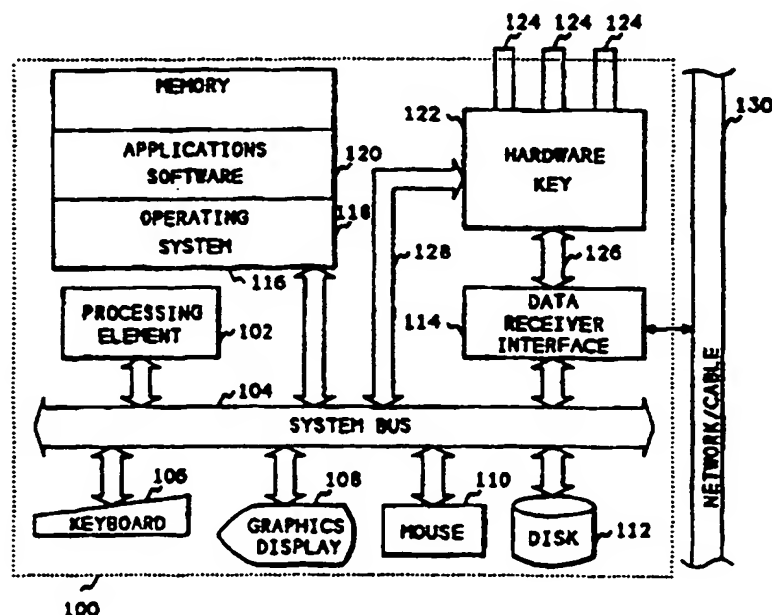 124 124 124
MEMORY
APPLICATIONS
SOFTWARE
120
OPERATING
SYSTEM
118
116
122
HARDWARE
KEY
130
128
126
PROCESSING
ELEMENT
102
114
DATA
RECEIVER
INTERFACE
104
SYSTEM BUS
NETWORK/CABLE
106
KEYBOARD
108
GRAPHICS
DISPLAY
110
MOUSE
DISK
112
100